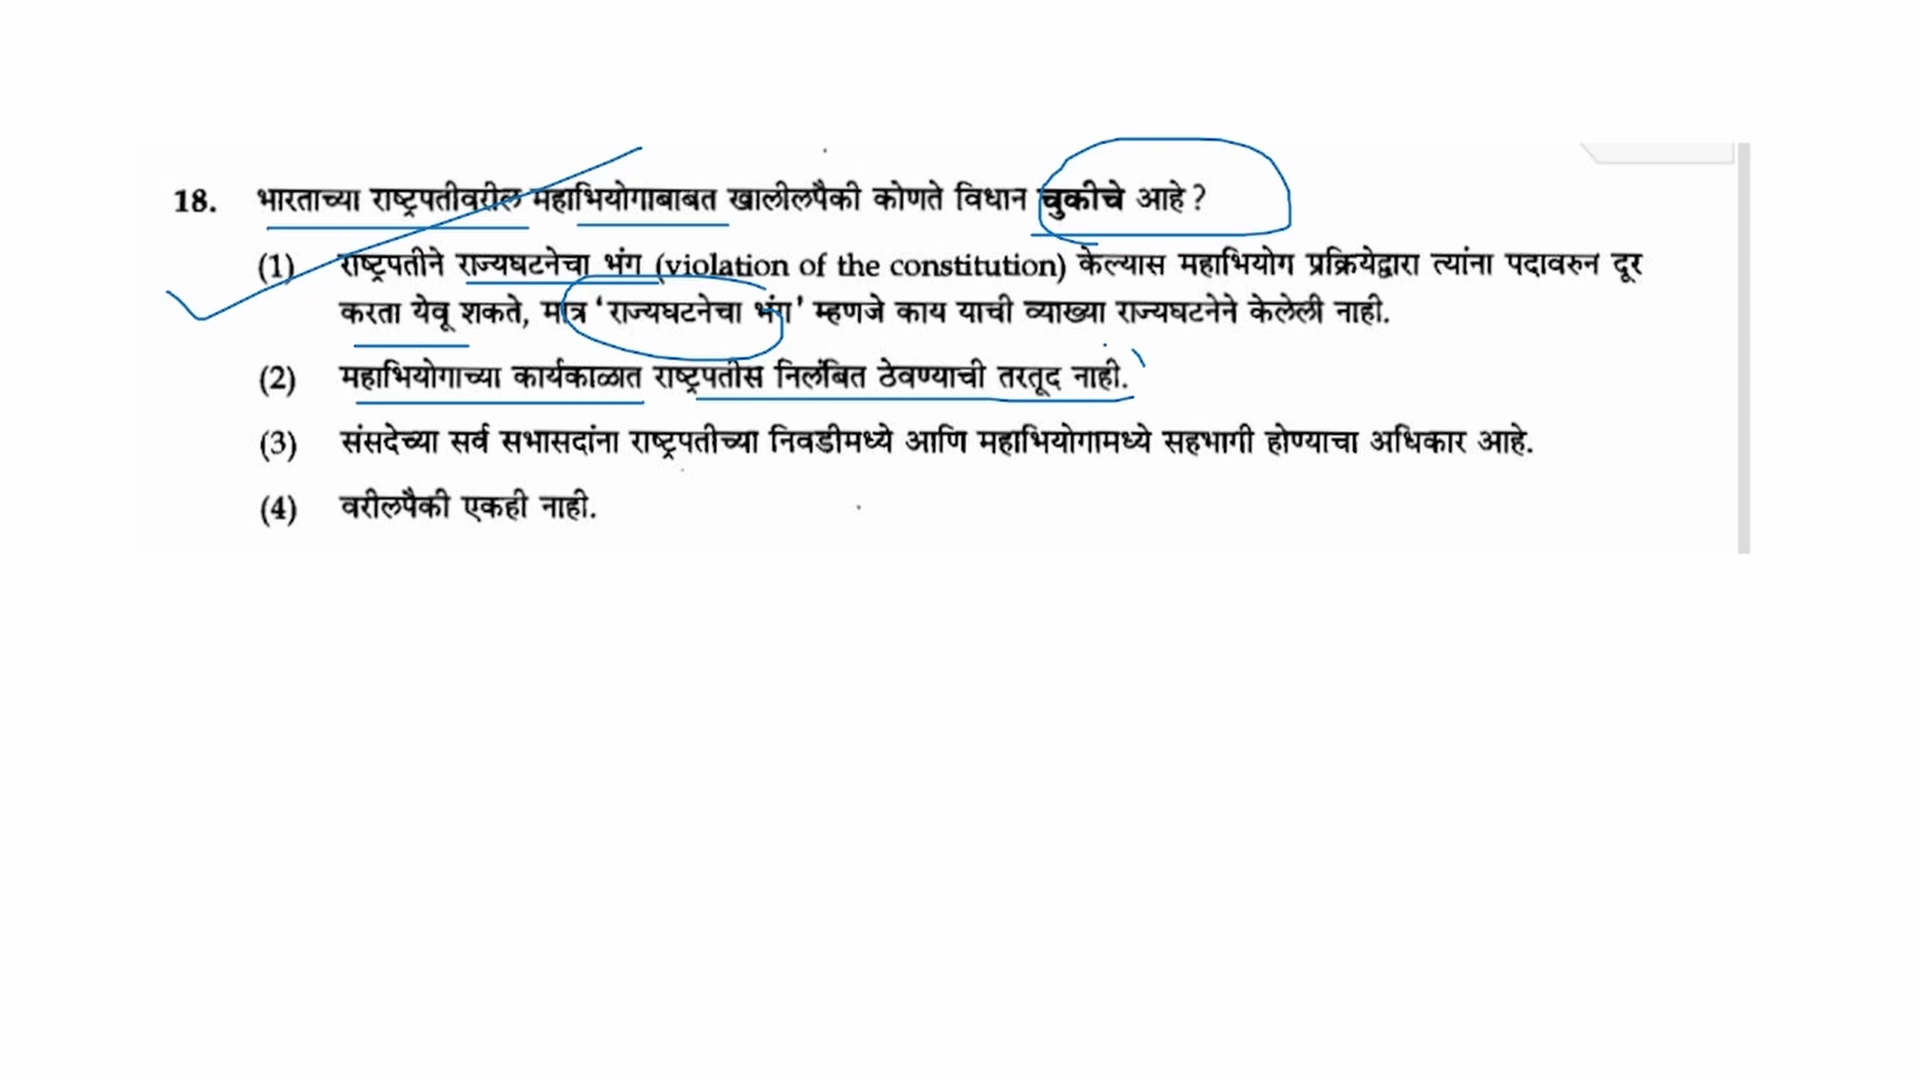 18. भारताच्या राष्ट्रपतीवरील महाभियोगाबाबत खालीलपैकी कोणते विधान चुकीचे आहे ?
(1) राष्ट्रपतीने राज्यघटनेचा भंग (violation of the constitution) केल्यास महाभियोग प्रक्रियेद्वारा त्यांना पदावरुन दूर
करता येवू शकते, मात्र ‘राज्यघटनेचा भंग’ म्हणजे काय याची व्याख्या राज्यघटनेने केलेली नाही.
(2) महाभियोगाच्या कार्यकाळात राष्ट्रपतीस निलंबित ठेवण्याची तरतूद नाही.
(3) संसदेच्या सर्व सभासदांना राष्ट्रपतीच्या निवडीमध्ये आणि महाभियोगामध्ये सहभागी होण्याचा अधिकार आहे.
(4) वरीलपैकी एकही नाही.